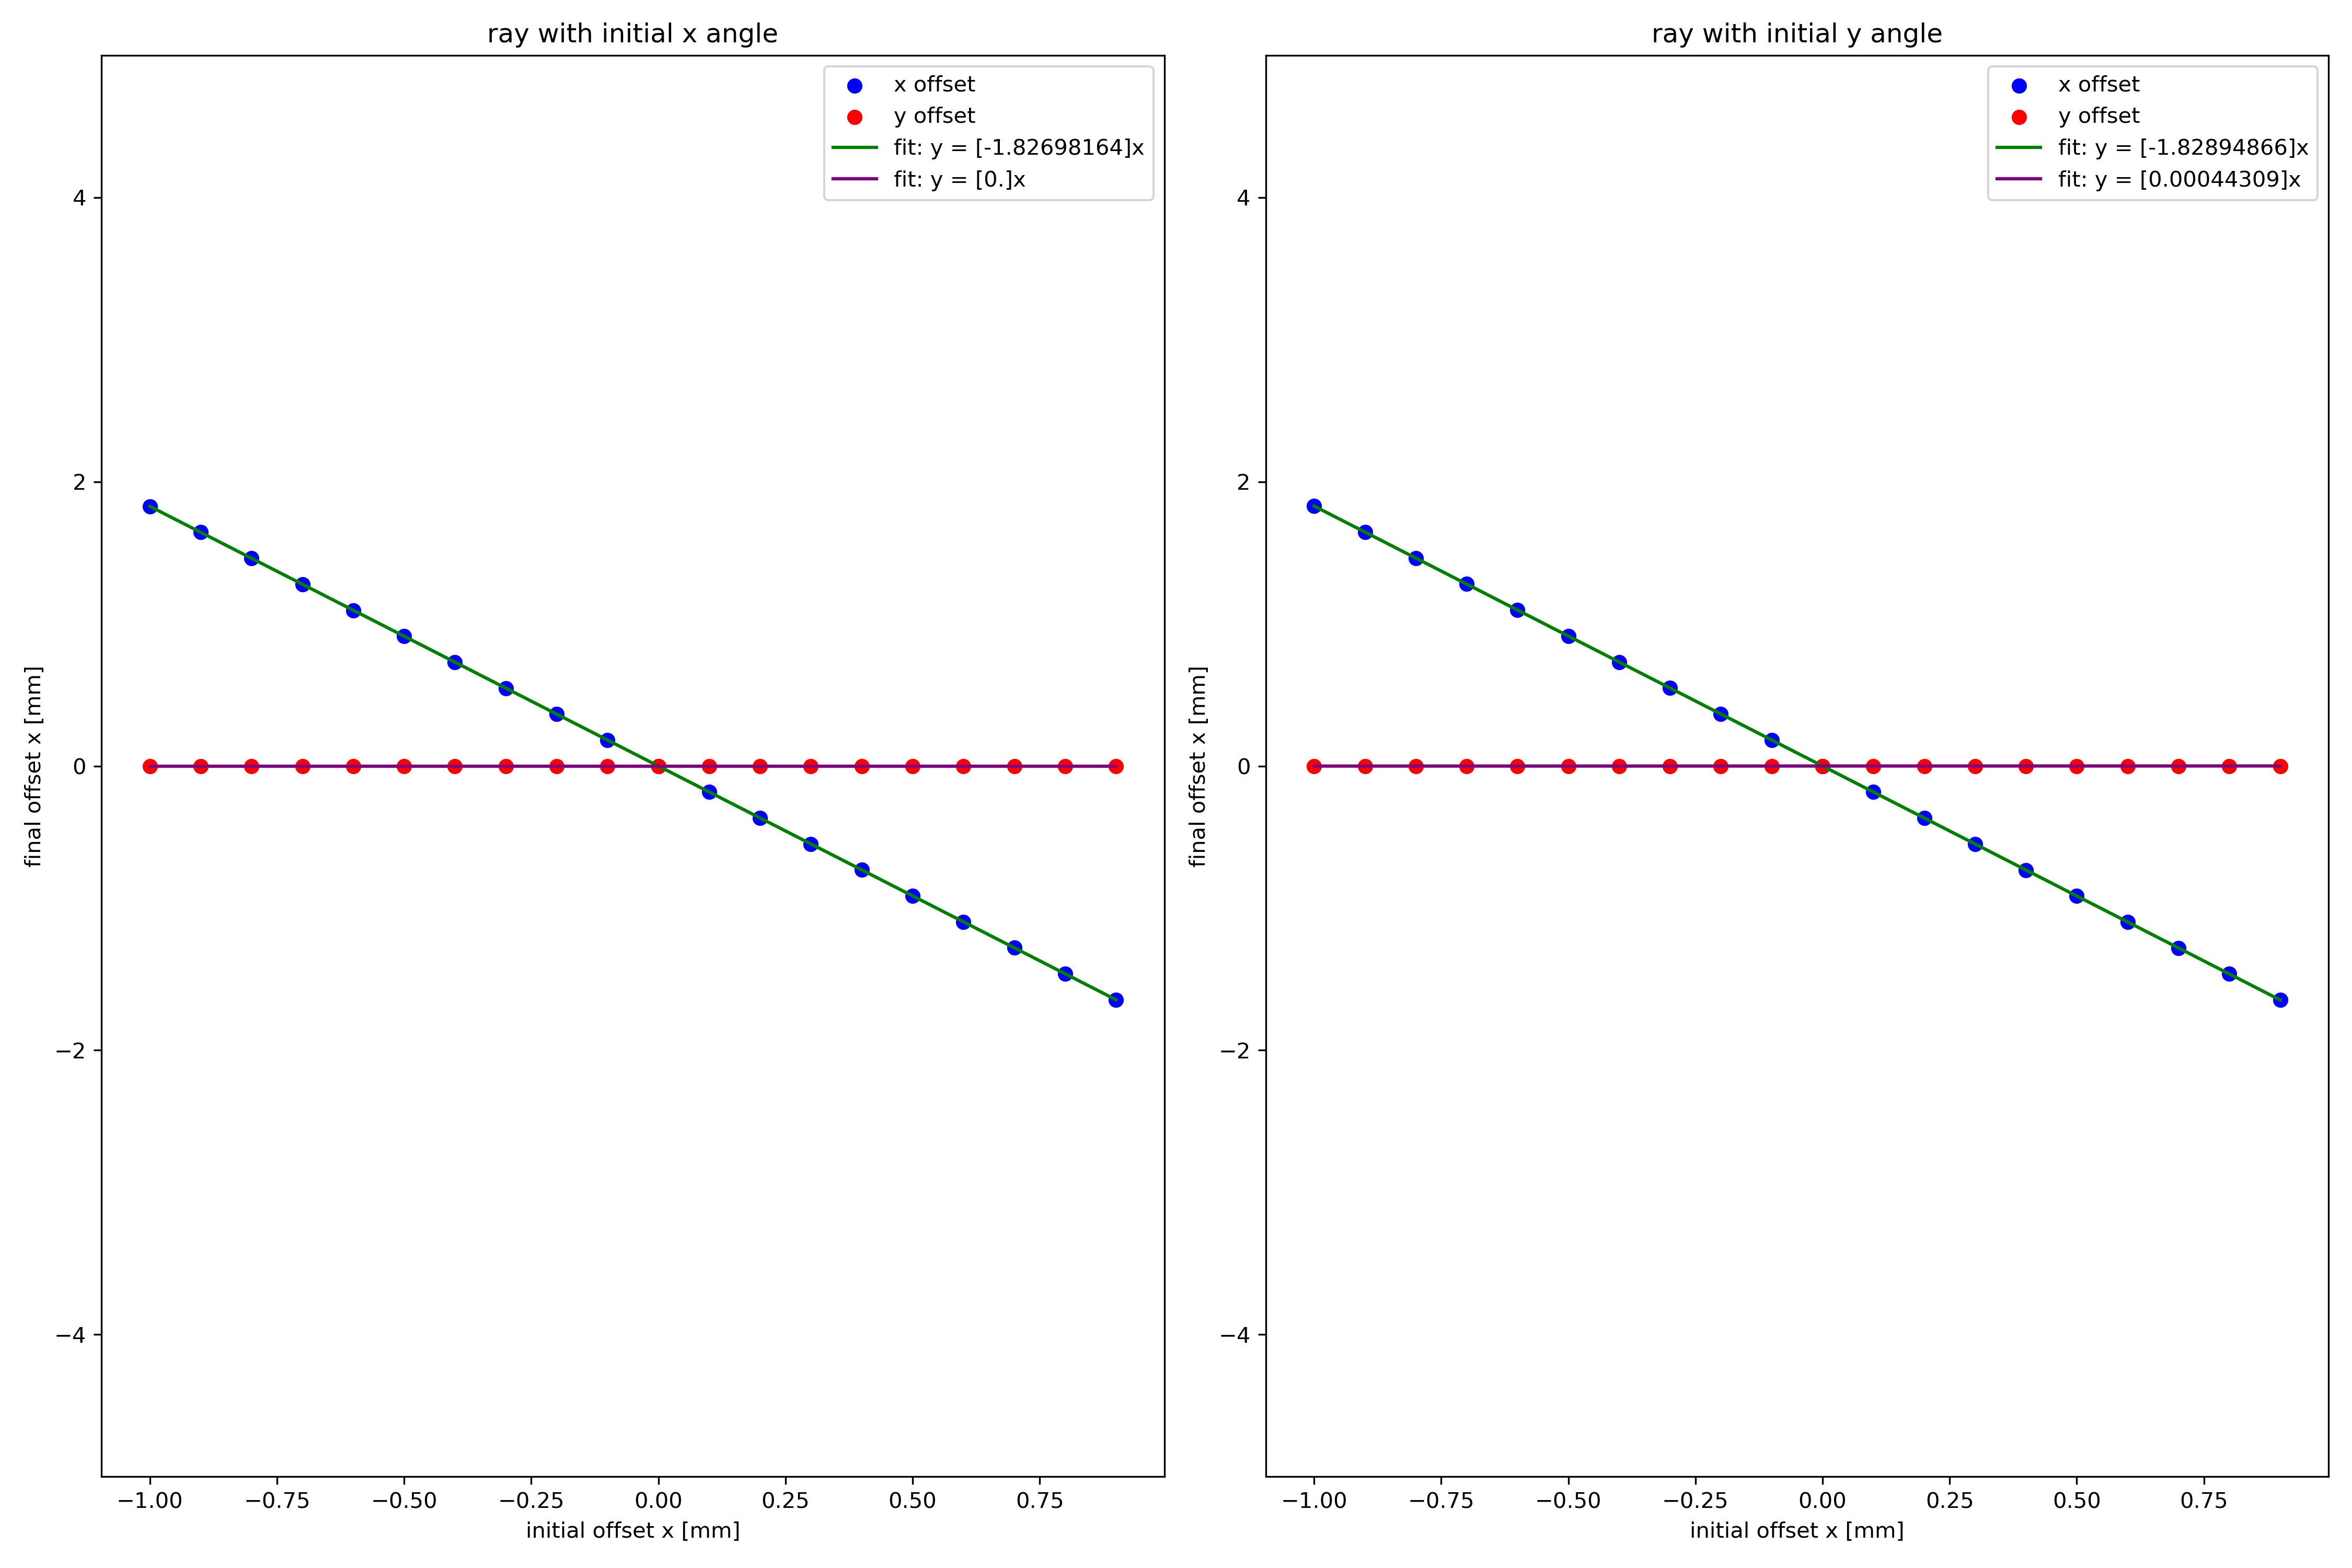 ray with initial x angle
x offset
y offset
fit: y = [-1.82698164]x
fit: y = [0.]x
4
2
0
−2
−4
final offset x [mm]
−1.00 −0.75 −0.50 −0.25 0.00 0.25 0.50 0.75
initial offset x [mm]
ray with initial y angle
x offset
y offset
fit: y = [-1.82894866]x
fit: y = [0.00044309]x
4
2
0
−2
−4
final offset x [mm]
−1.00 −0.75 −0.50 −0.25 0.00 0.25 0.50 0.75
initial offset x [mm]